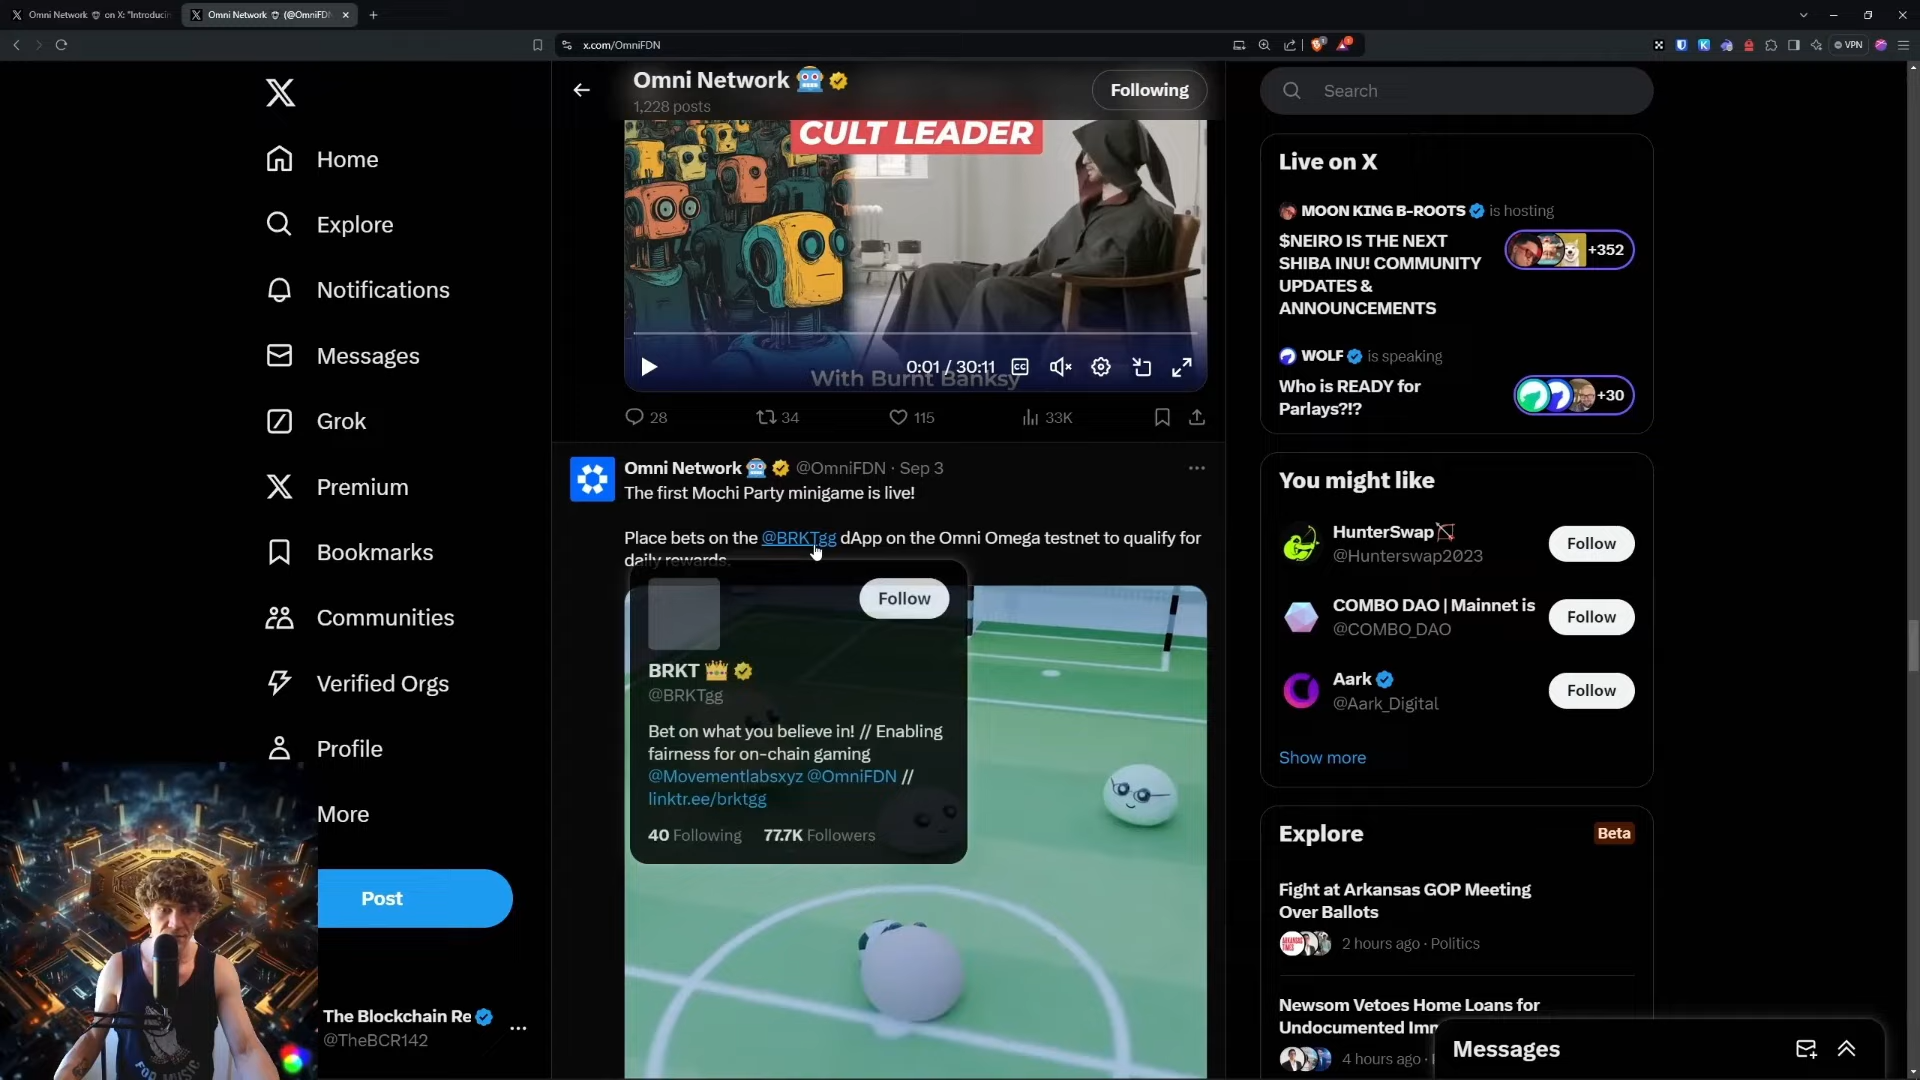 Omni Network on X: "Introducin
Omni Network (@OmniFDN
x.com/OmniFDN
VPN
Home
Explore
Notifications
Messages
Grok
Premium
Bookmarks
Communities
Verified Orgs
Profile
More
Post
The Blockchain Re
@TheBCR142
FOR MUSIC
Omni Network
1,228 posts
Following
CULT LEADER
0:01 / 30:11
CC
With Burnt Banksy
28
34
115
33K
Omni Network @OmniFDN · Sep 3
The first Mochi Party minigame is live!
Place bets on the @BRKTgg dApp on the Omni Omega testnet to qualify for
daily rewards.
Follow
BRKT
@BRKTgg
Bet on what you believe in! // Enabling
fairness for on-chain gaming
@Movementlabsxyz @OmniFDN //
linktr.ee/brktgg
40 Following 77.7K Followers
Search
Live on X
MOON KING B-ROOTS is hosting
$NEIRO IS THE NEXT
SHIBA INU! COMMUNITY
UPDATES &
ANNOUNCEMENTS
+352
WOLF is speaking
Who is READY for
Parlays?!?
+30
You might like
HunterSwap
@Hunterswap2023
Follow
COMBO DAO | Mainnet is
@COMBO_DAO
Follow
Aark
@Aark_Digital
Follow
Show more
Explore
Beta
Fight at Arkansas GOP Meeting
Over Ballots
2 hours ago · Politics
Newsom Vetoes Home Loans for
Undocumented Imm
4 hours ago ·
Messages